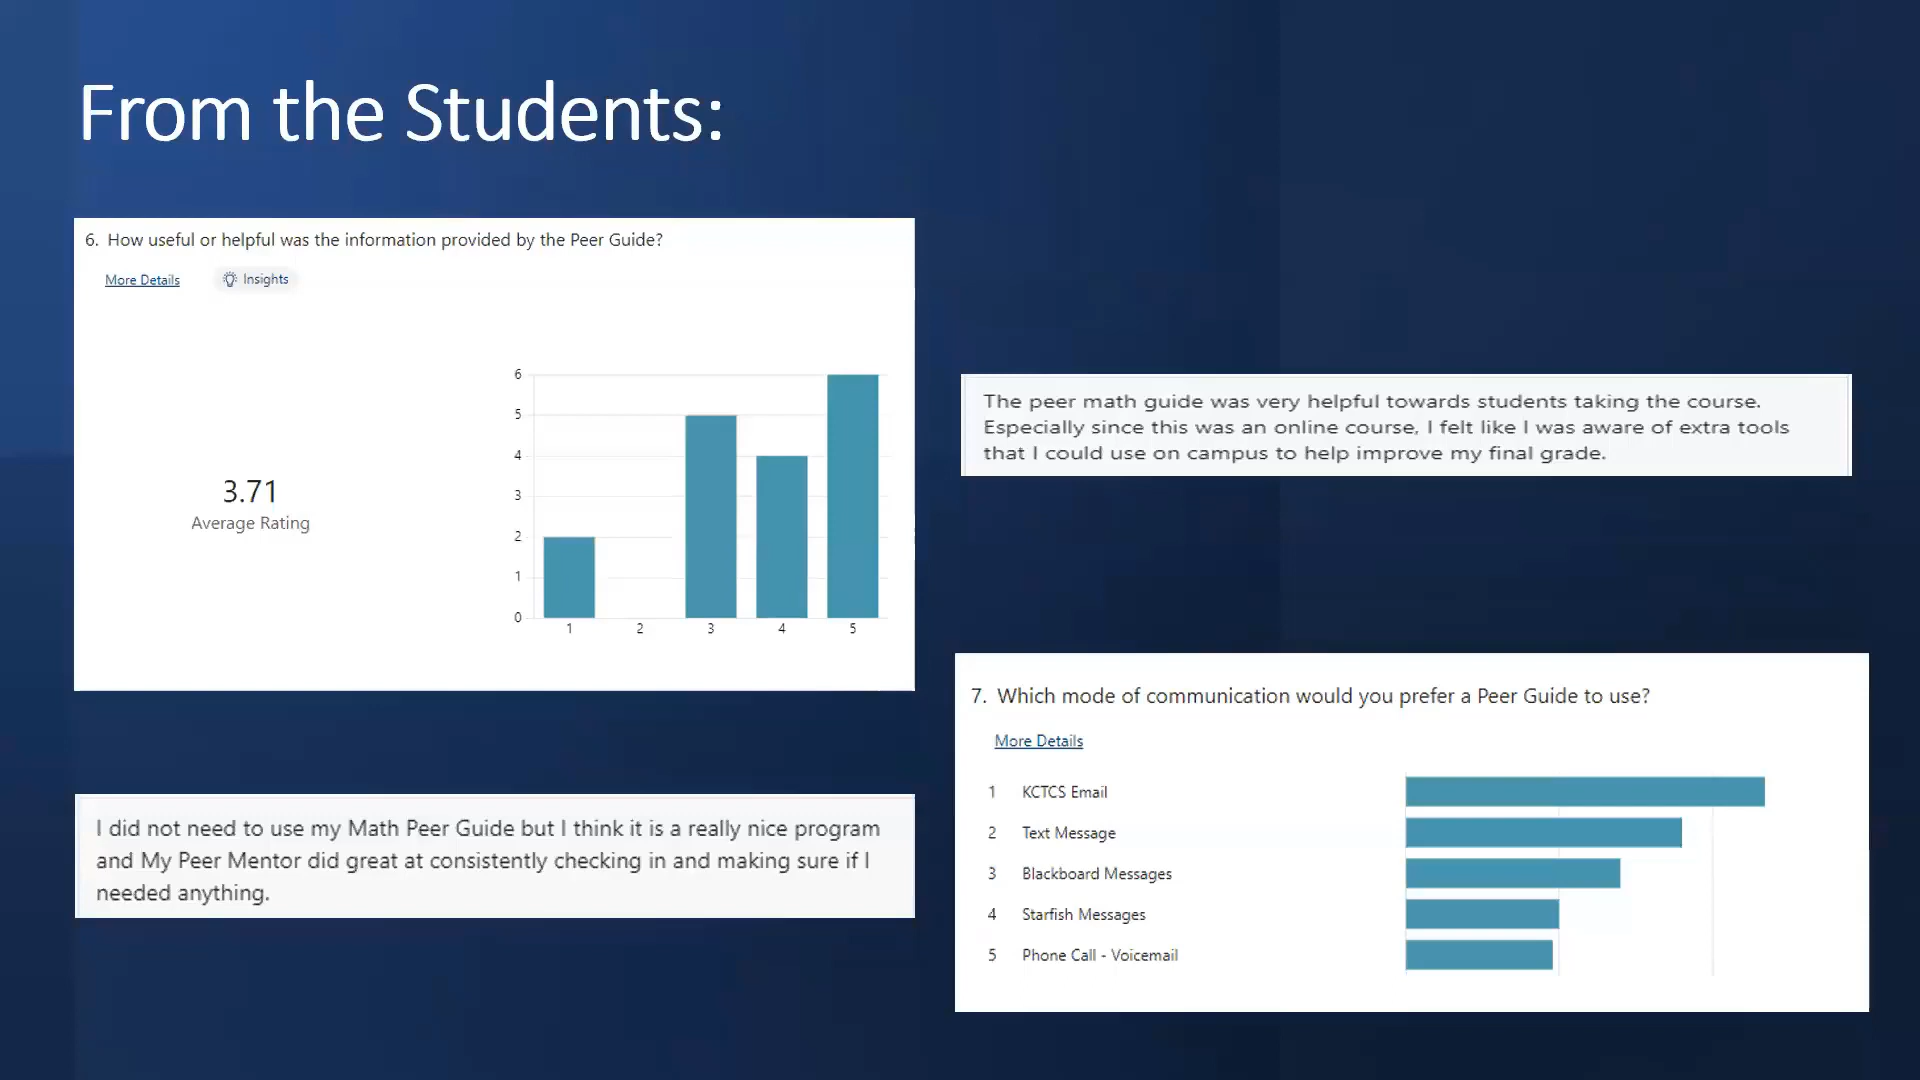 From the Students:
6. How useful or helpful was the information provided by the Peer Guide?
More Details
Insights
3.71
Average Rating
6
5
4
3
2
1
0
1 2 3 4 5
The peer math guide was very helpful towards students taking the course.
Especially since this was an online course, I felt like I was aware of extra tools
that I could use on campus to help improve my final grade.
I did not need to use my Math Peer Guide but I think it is a really nice program
and My Peer Mentor did great at consistently checking in and making sure if I
needed anything.
7. Which mode of communication would you prefer a Peer Guide to use?
More Details
1 KCTCS Email
2 Text Message
3 Blackboard Messages
4 Starfish Messages
5 Phone Call - Voicemail